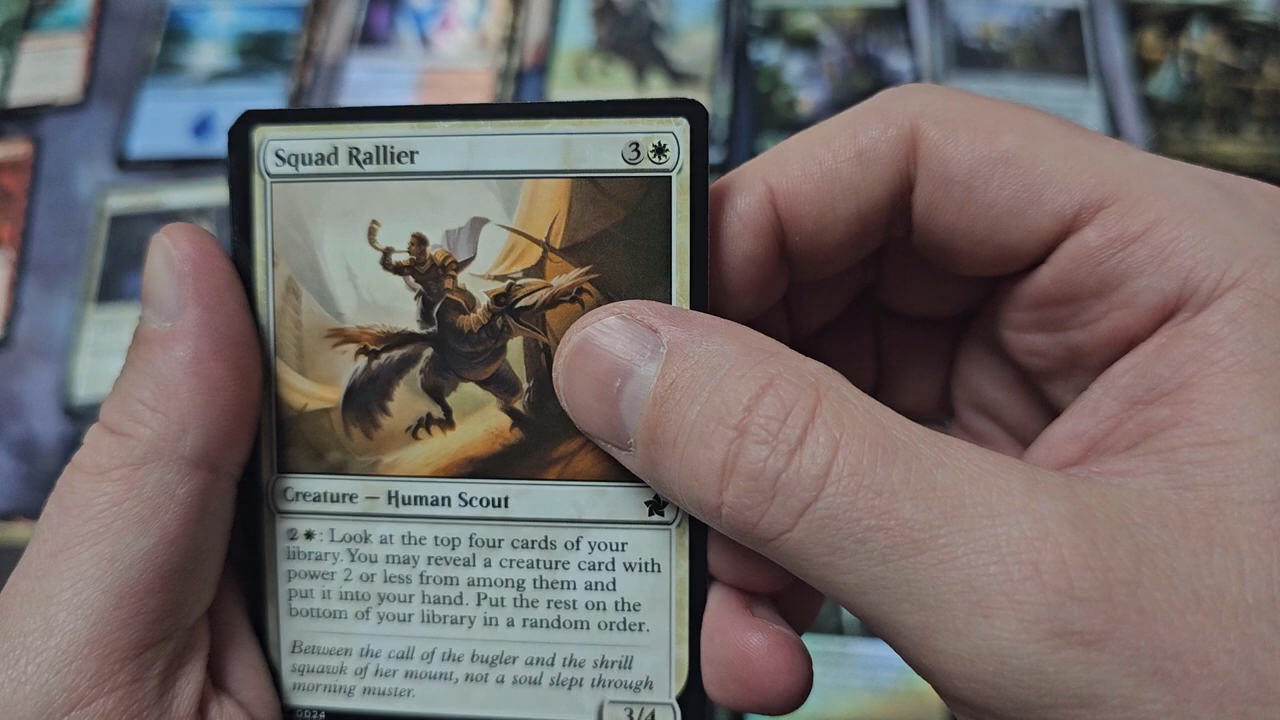 Squad Rallier 3
Creature — Human Scout
2 : Look at the top four cards of your
library. You may reveal a creature card with
power 2 or less from among them and
put it into your hand. Put the rest on the
bottom of your library in a random order.
Between the call of the bugler and the shrill
squawk of her mount, not a soul slept through
morning muster.
3/4
0024